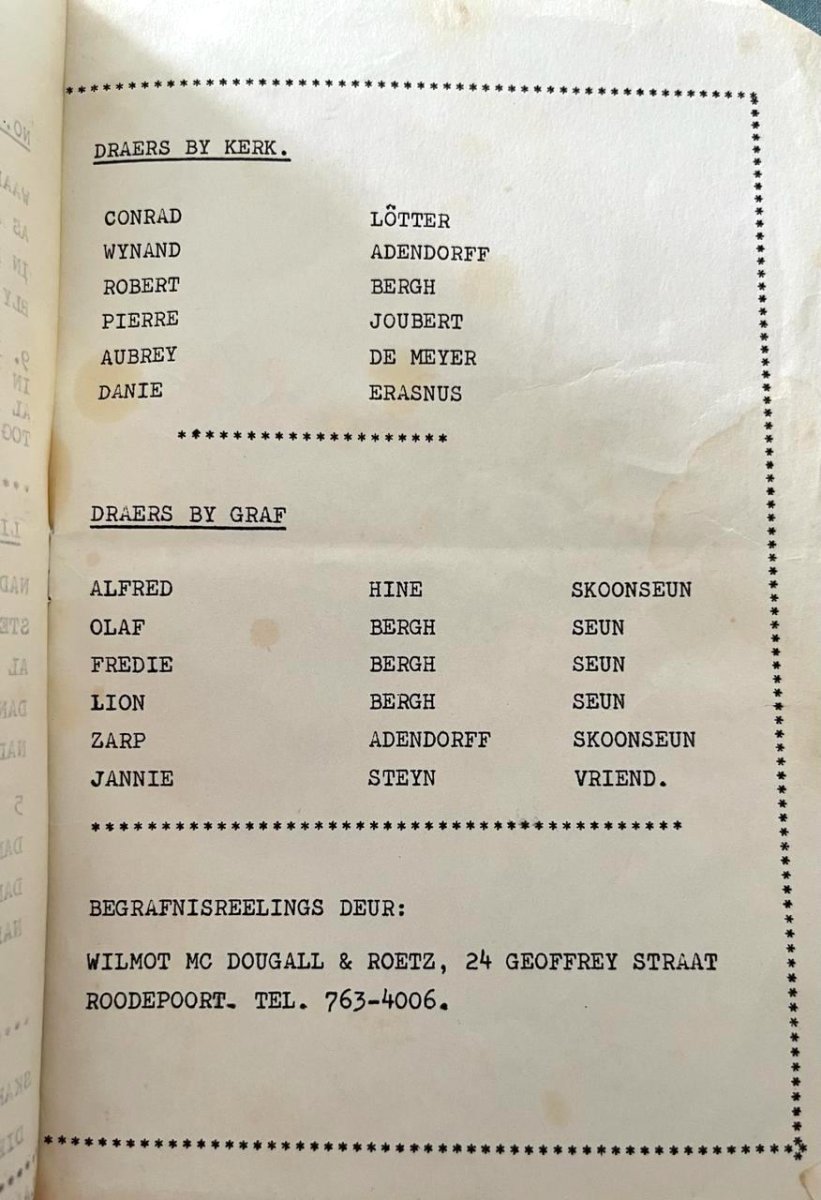 DRAERS BY KERK.
CONRAD LÖTTER
WYNAND ADENDORFF
ROBERT BERGH
PIERRE JOUBERT
AUBREY DE MEYER
DANIE ERASNUS
*******************
DRAERS BY GRAF
ALFRED HINE SKOONSEUN
OLAF BERGH SEUN
FREDIE BERGH SEUN
LION BERGH SEUN
ZARP ADENDORFF SKOONSEUN
JANNIE STEYN VRIEND.
BEGRAFNISREELINGS DEUR:
WILMOT MC DOUGALL & ROETZ, 24 GEOFFREY STRAAT
ROODEPOORT. TEL. 763-4006.